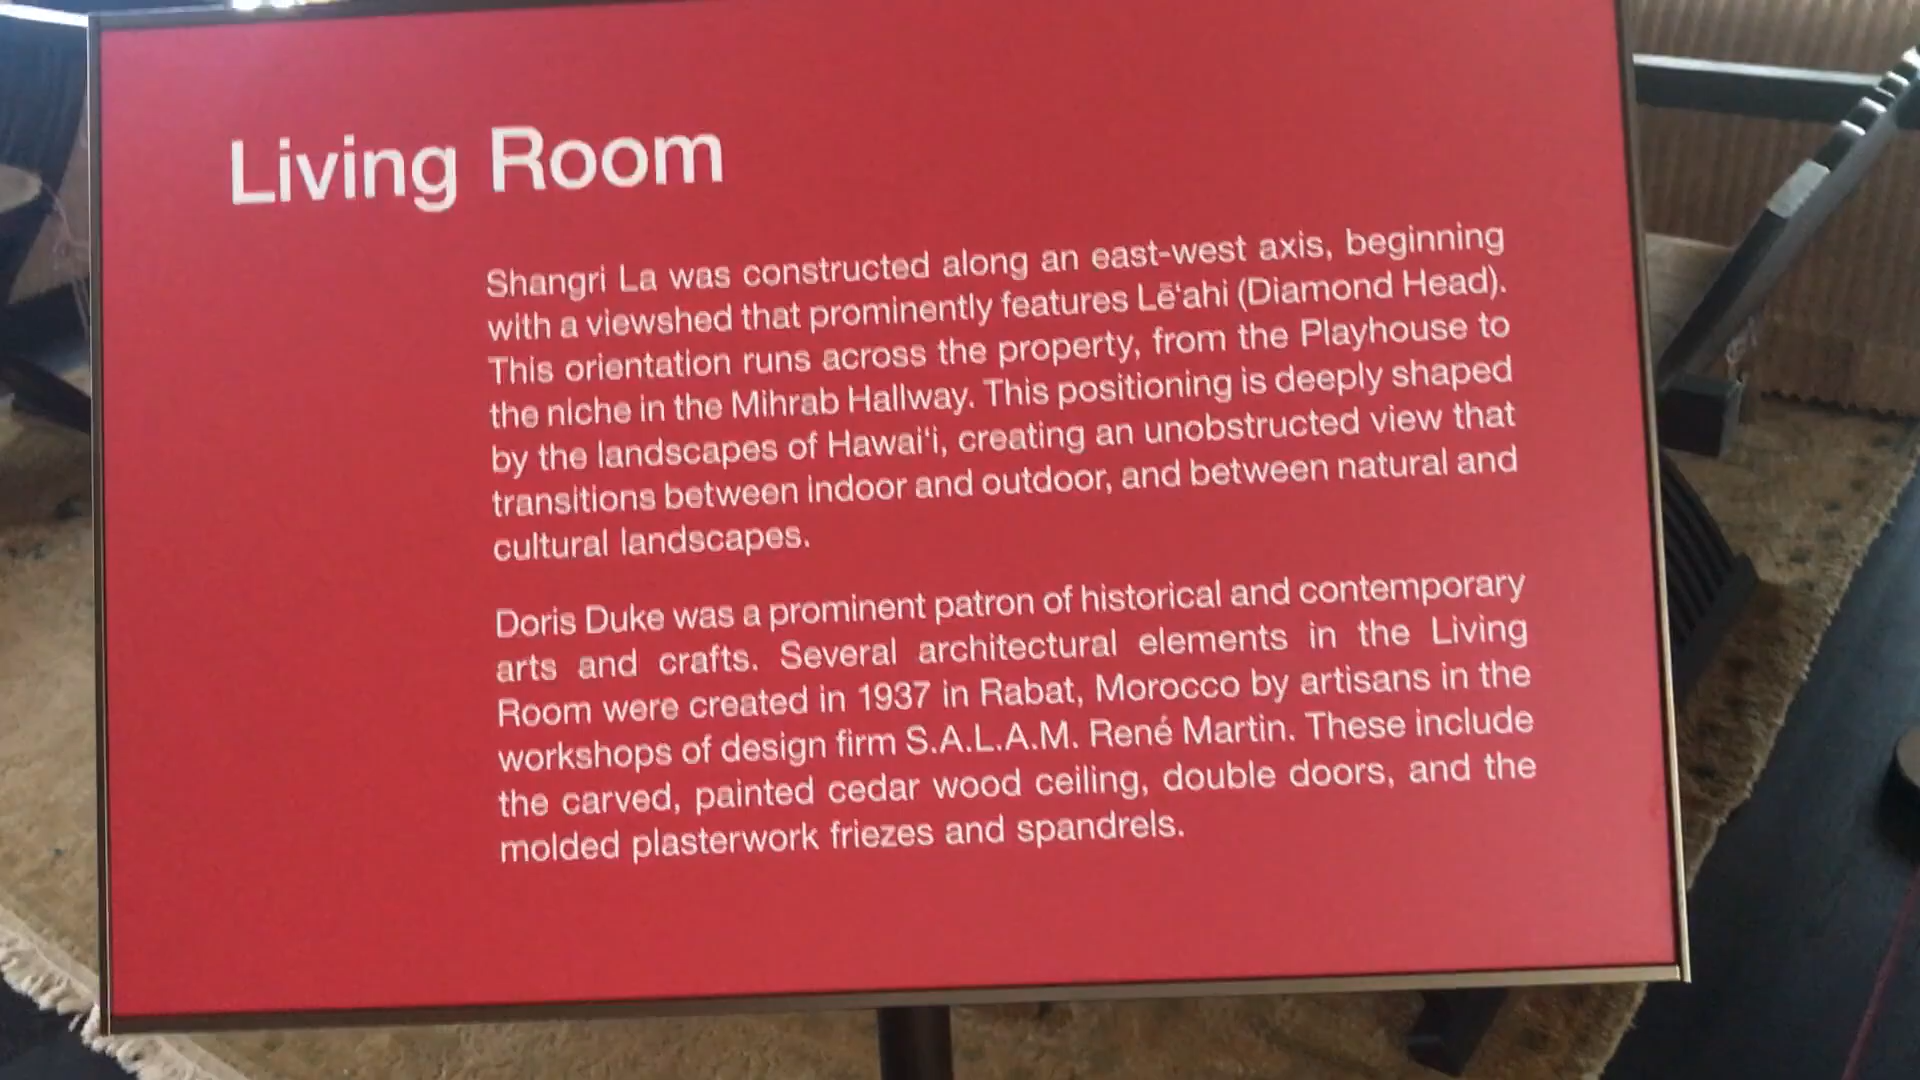 Living Room
Shangri La was constructed along an east-west axis, beginning
with a viewshed that prominently features Lēʻahi (Diamond Head).
This orientation runs across the property, from the Playhouse to
the niche in the Mihrab Hallway. This positioning is deeply shaped
by the landscapes of Hawaiʻi, creating an unobstructed view that
transitions between indoor and outdoor, and between natural and
cultural landscapes.
Doris Duke was a prominent patron of historical and contemporary
arts and crafts. Several architectural elements in the Living
Room were created in 1937 in Rabat, Morocco by artisans in the
workshops of design firm S.A.L.A.M. René Martin. These include
the carved, painted cedar wood ceiling, double doors, and the
molded plasterwork friezes and spandrels.